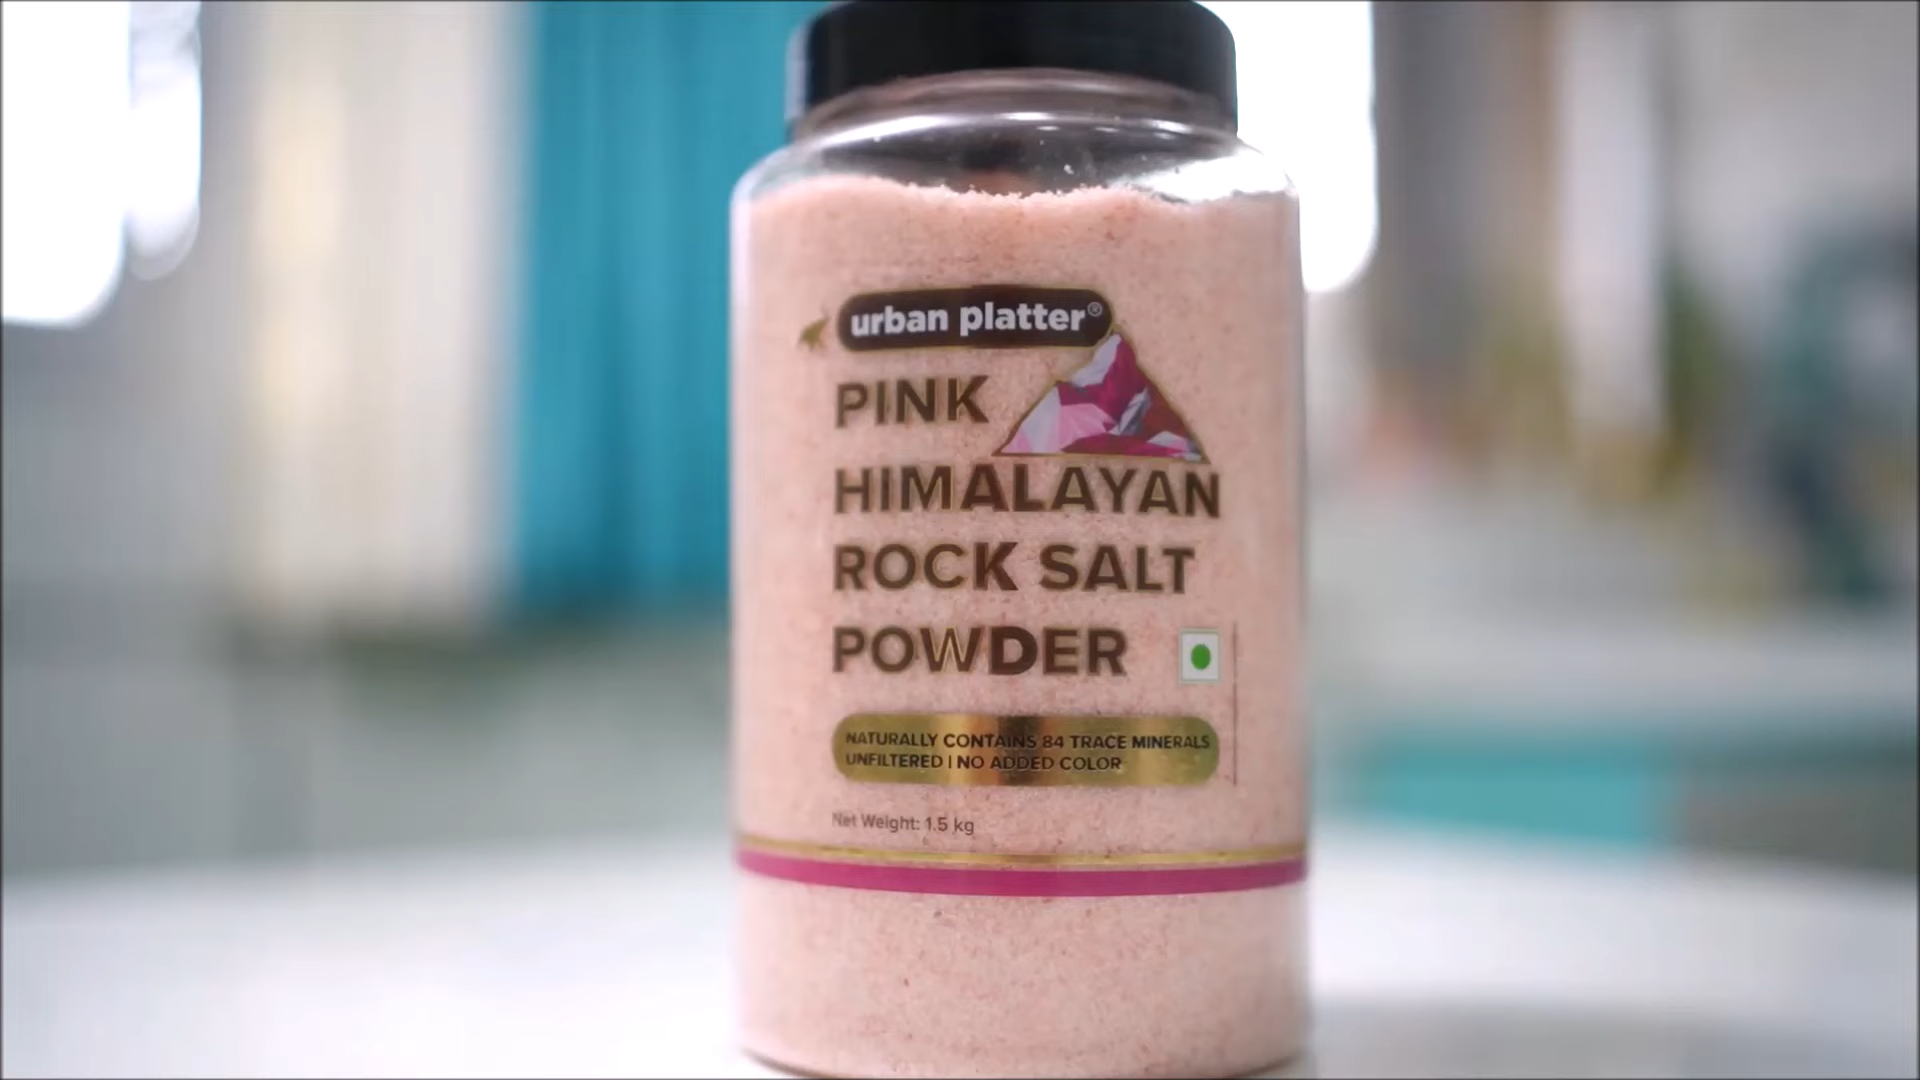 urban platter®
PINK
HIMALAYAN
ROCK SALT
POWDER
NATURALLY CONTAINS 84 TRACE MINERALS
UNFILTERED | NO ADDED COLOR
Net Weight: 1.5 kg